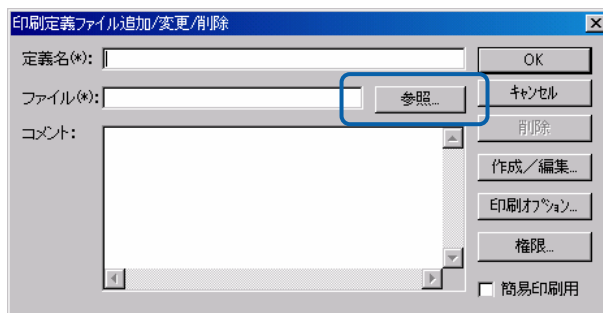 印刷定義ファイル追加/変更/削除
定義名(*):
OK
ファイル(*):
参照...
キャンセル
コメント:
削除
作成／編集...
印刷オプション...
権限...
簡易印刷用